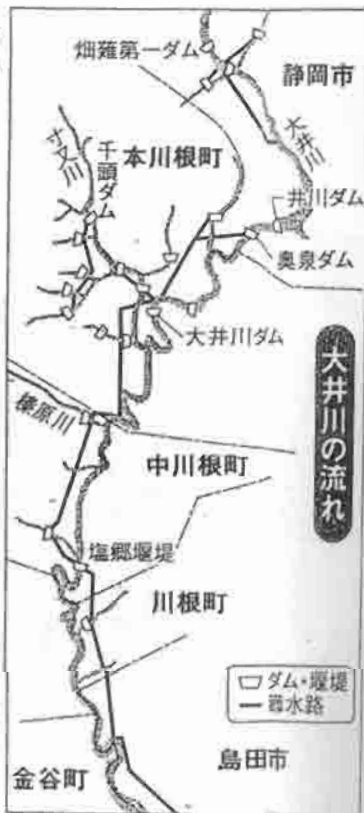 畑薙第一ダム
静岡市
大井川
寸又川
千頭ダム
本川根町
井川ダム
奥泉ダム
大井川ダム
大井川の流れ
榛原川
中川根町
塩郷堰堤
川根町
ダム・堰堤
導水路
島田市
金谷町